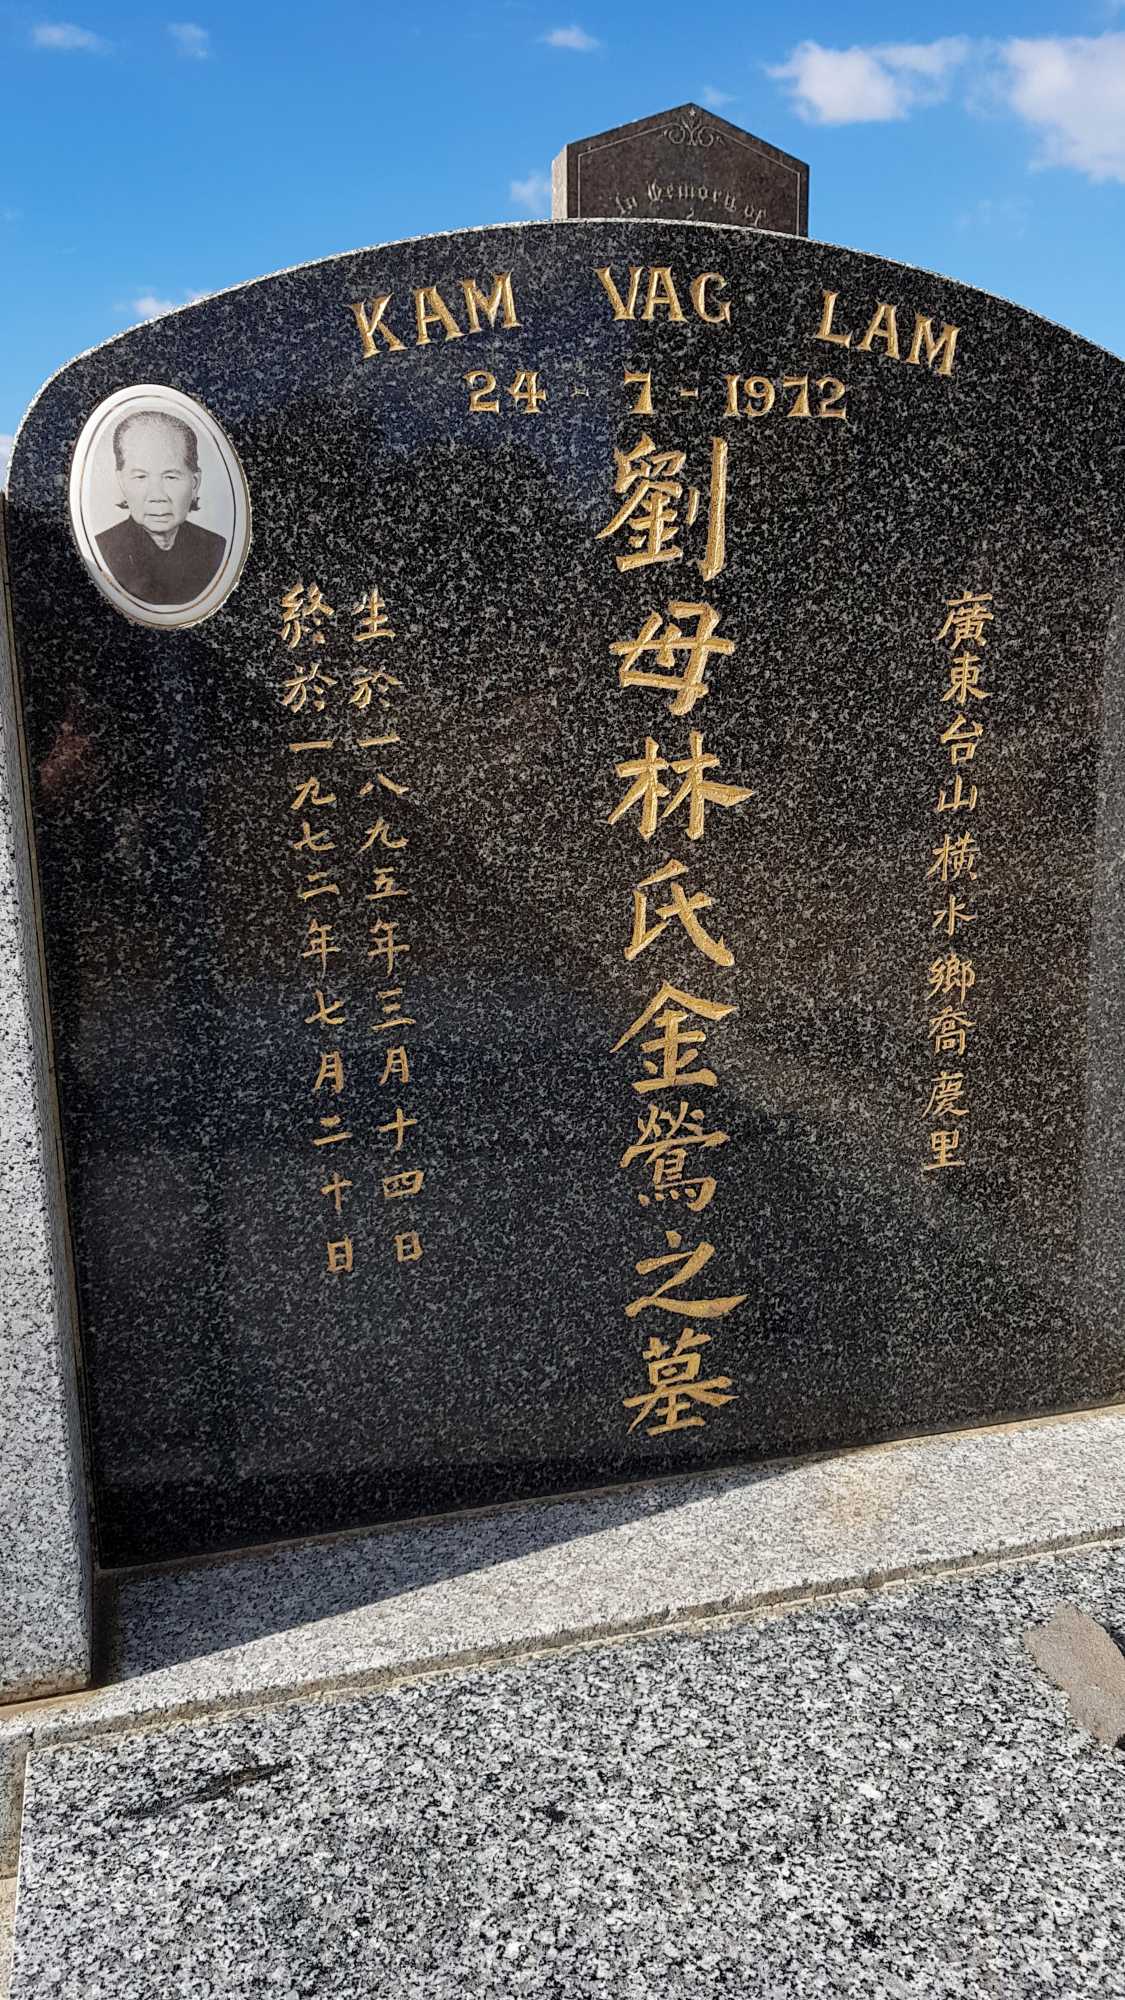 In Memory of
KAM VAG LAM
24 - 7 - 1972
廣東台山橫水鄉喬慶里
劉母林氏金鶯之墓
生於一八九五年三月十四日
終於一九七二年七月二十日